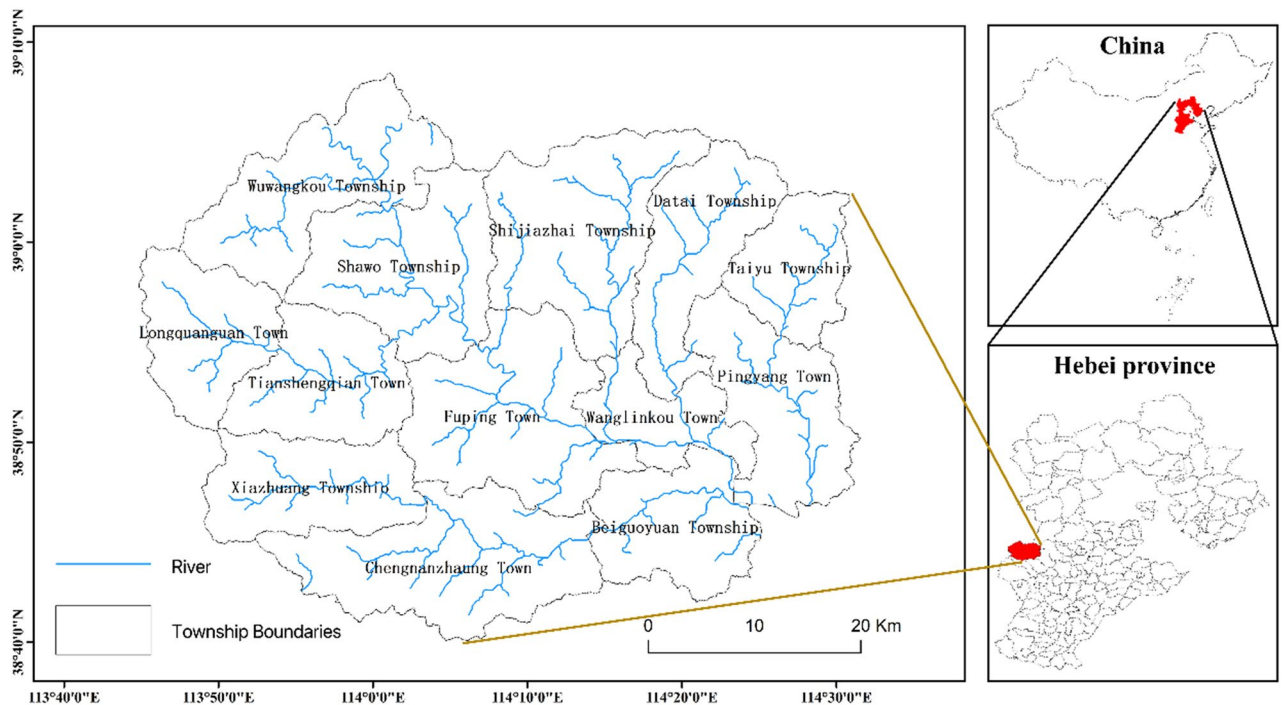 39°10'0"N
39°0'0"N
38°50'0"N
38°40'0"N
Wuwangkou Township
Datai Township
Shijiazhai Township
Shawo Township
Taiyu Township
Longquanguan Town
Tianshengqian Town
Pingyang Town
Fuping Town
Wanglinkou Town
Xiazhuang Township
Beiguoyuan Township
Chengnanzhaung Town
River
Township Boundaries
0 10 20 Km
113°40'0"E 113°50'0"E 114°0'0"E 114°10'0"E 114°20'0"E 114°30'0"E
China
Hebei province